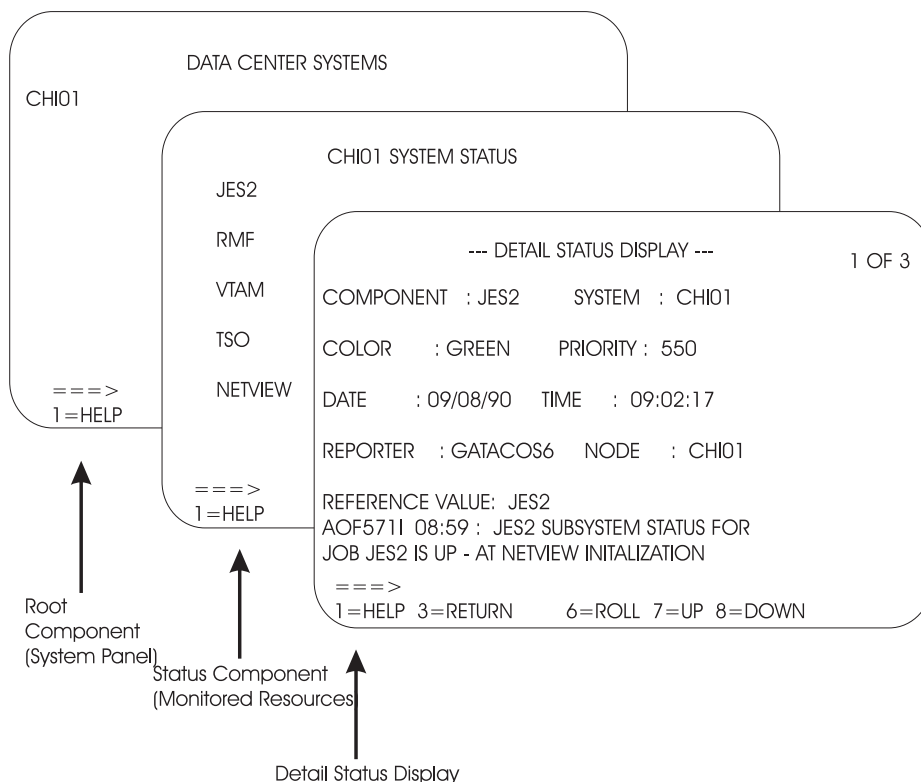 DATA CENTER SYSTEMS
CHI01
===>
1=HELP
CHI01 SYSTEM STATUS
JES2
RMF
VTAM
TSO
NETVIEW
===>
1=HELP
--- DETAIL STATUS DISPLAY ---
1 OF 3
COMPONENT : JES2 SYSTEM : CHI01
COLOR : GREEN PRIORITY : 550
DATE : 09/08/90 TIME : 09:02:17
REPORTER : GATACOS6 NODE : CHI01
REFERENCE VALUE: JES2
AOF571I 08:59 : JES2 SUBSYSTEM STATUS FOR
JOB JES2 IS UP - AT NETVIEW INITALIZATION
===>
1=HELP 3=RETURN 6=ROLL 7=UP 8=DOWN
Root
Component
(System Panel)
Status Component
(Monitored Resources)
Detail Status Display